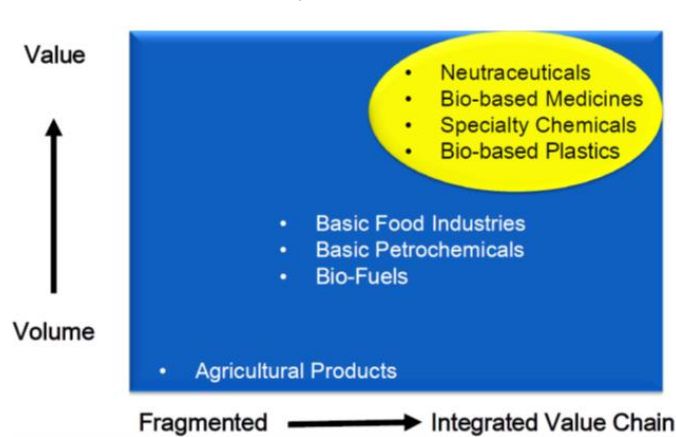 Value
• Neutraceuticals
• Bio-based Medicines
• Specialty Chemicals
• Bio-based Plastics
• Basic Food Industries
• Basic Petrochemicals
• Bio-Fuels
Volume
• Agricultural Products
Fragmented
Integrated Value Chain